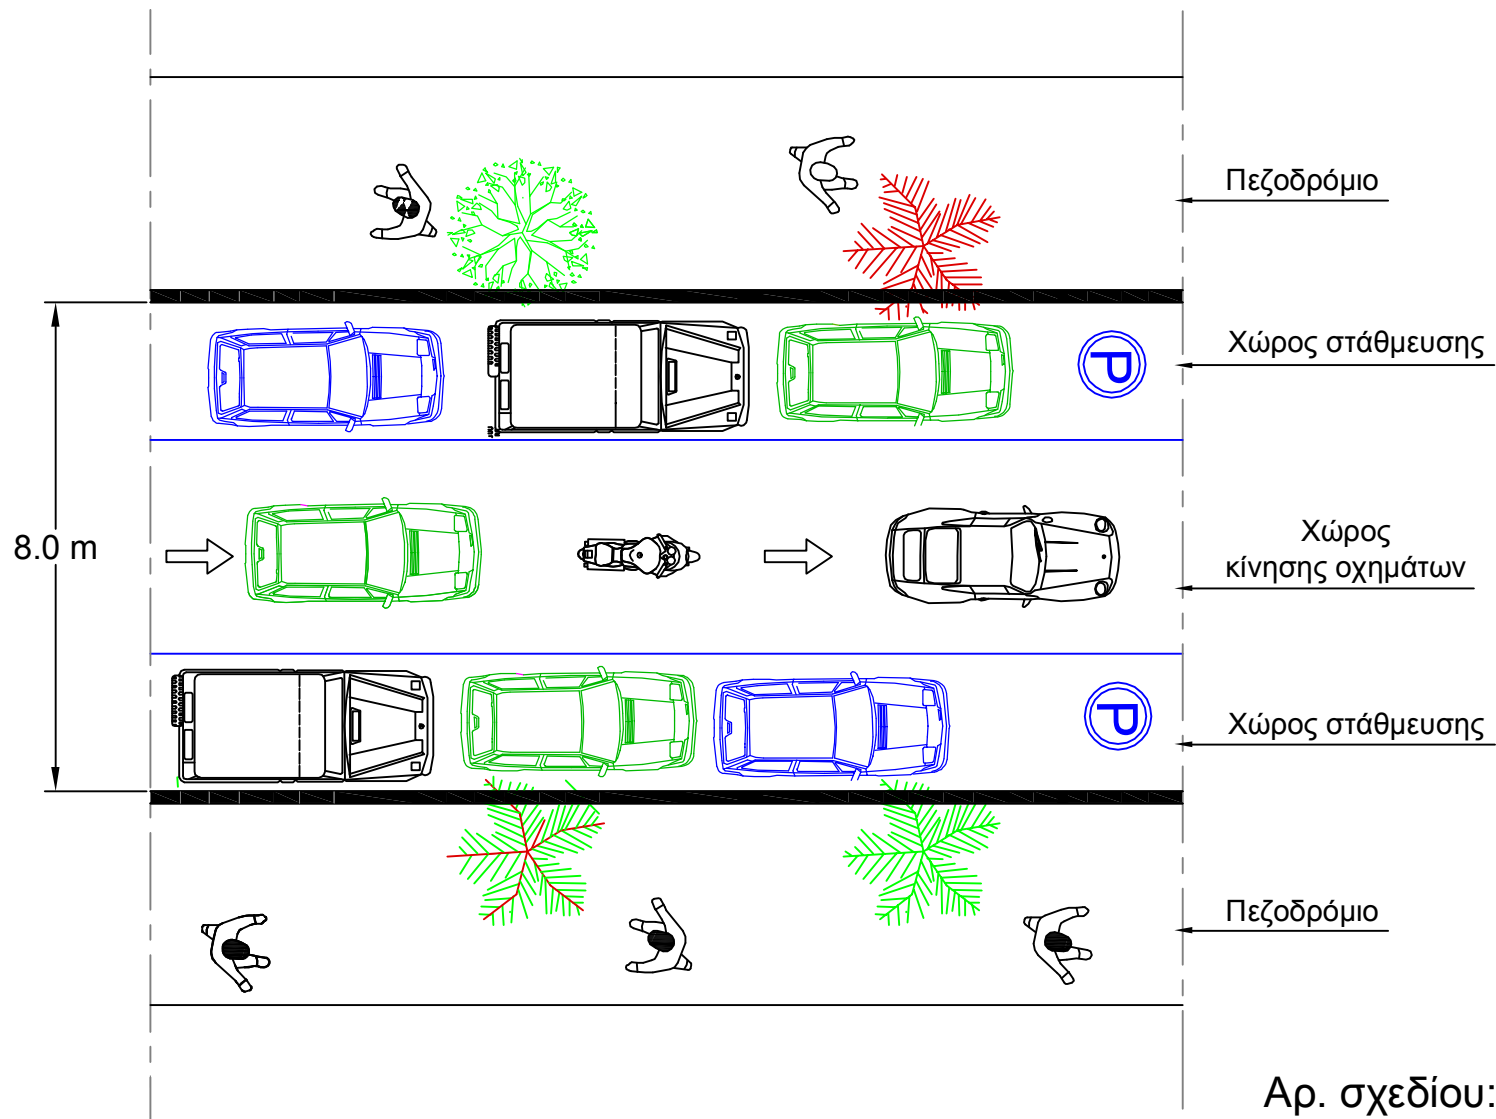 Πεζοδρόμιο
Χώρος στάθμευσης
P
8.0 m
Χώρος
κίνησης οχημάτων
P
Χώρος στάθμευσης
Πεζοδρόμιο
Αρ. σχεδίου: